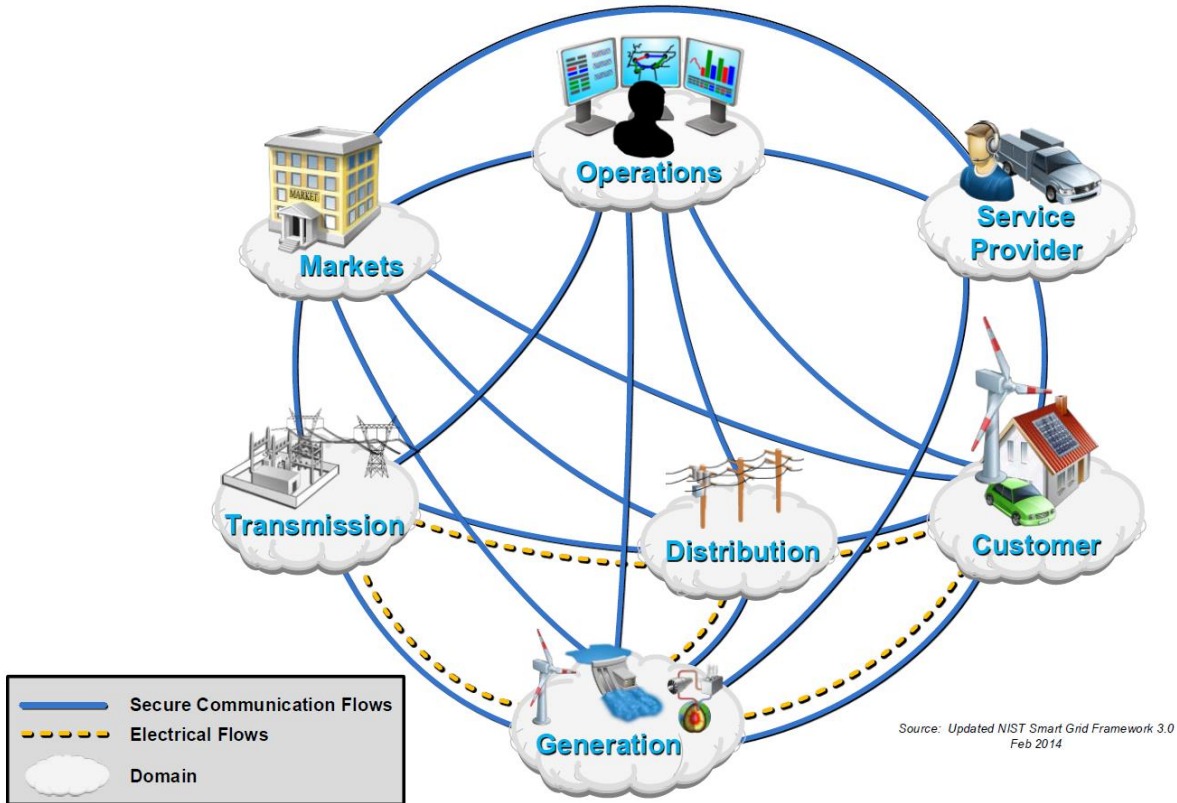 Operations
MARKET
Markets
Service
Provider
Transmission
Distribution
Customer
Generation
Secure Communication Flows
Electrical Flows
Domain
Source: Updated NIST Smart Grid Framework 3.0
Feb 2014